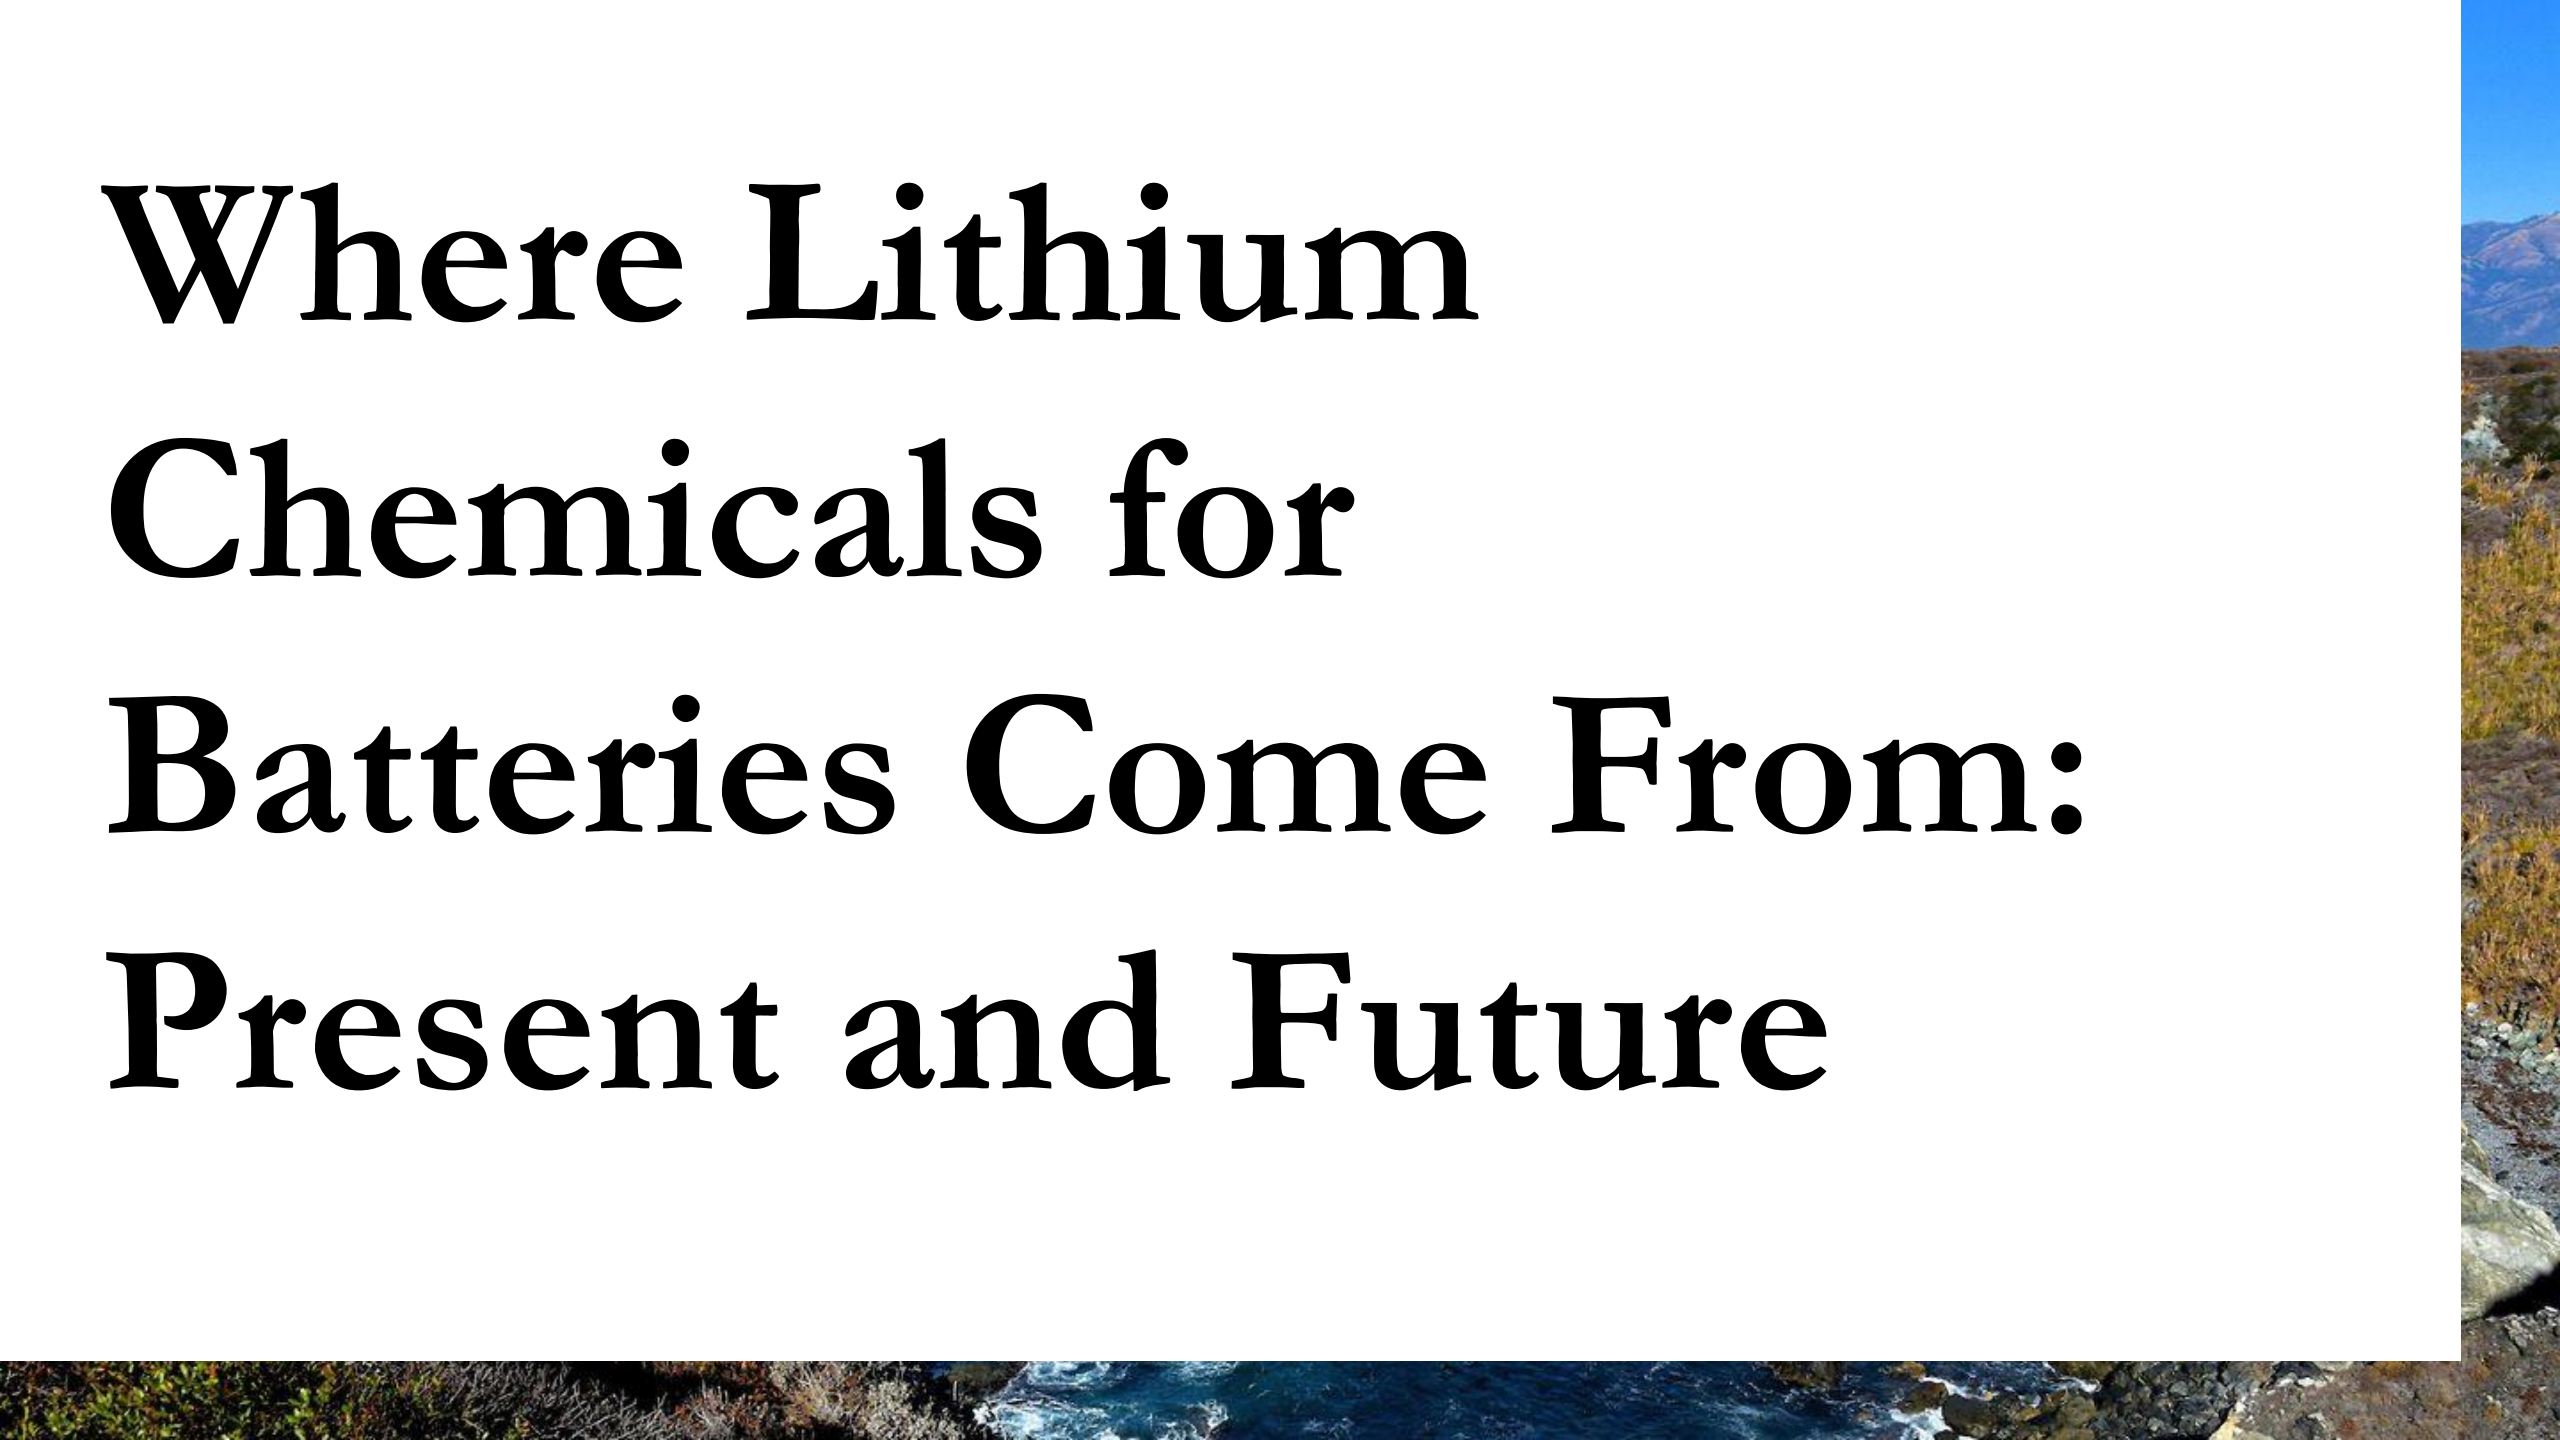 Where Lithium
Chemicals for
Batteries Come From:
Present and Future